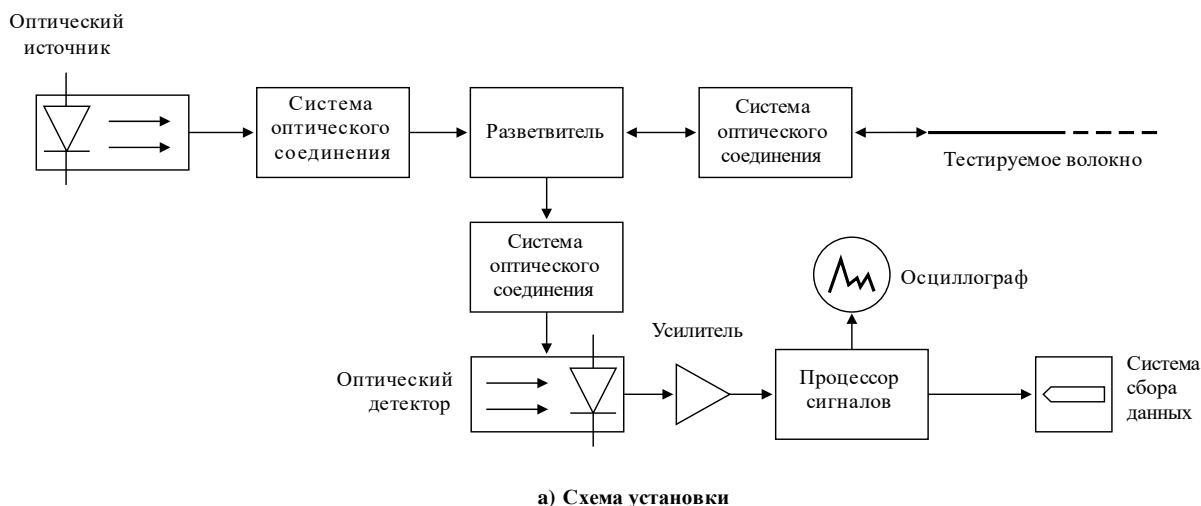 Оптический
источник
Система
оптического
соединения
Разветвитель
Система
оптического
соединения
Тестируемое волокно
Система
оптического
соединения
Осциллограф
Усилитель
Оптический
детектор
Процессор
сигналов
Система
сбора
данных
а) Схема установки